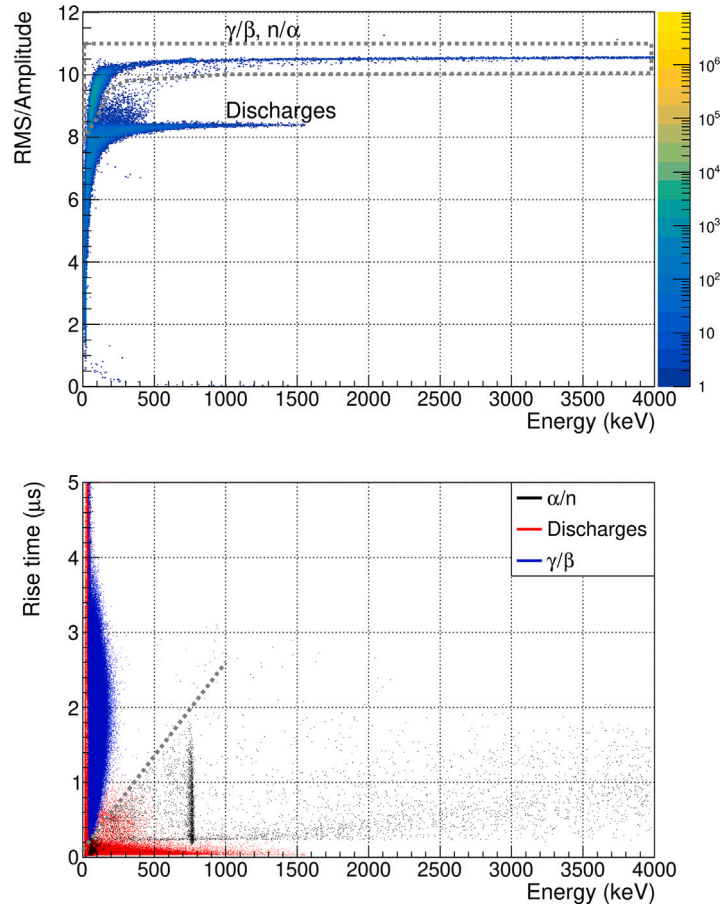 RMS/Amplitude
12
10
8
6
4
2
0
γ/β, n/α
Discharges
0 500 1000 1500 2000 2500 3000 3500 4000
Energy (keV)
10⁶
10⁵
10⁴
10³
10²
10
1
Rise time (μs)
5
4
3
2
1
0
α/n
Discharges
γ/β
0 500 1000 1500 2000 2500 3000 3500 4000
Energy (keV)